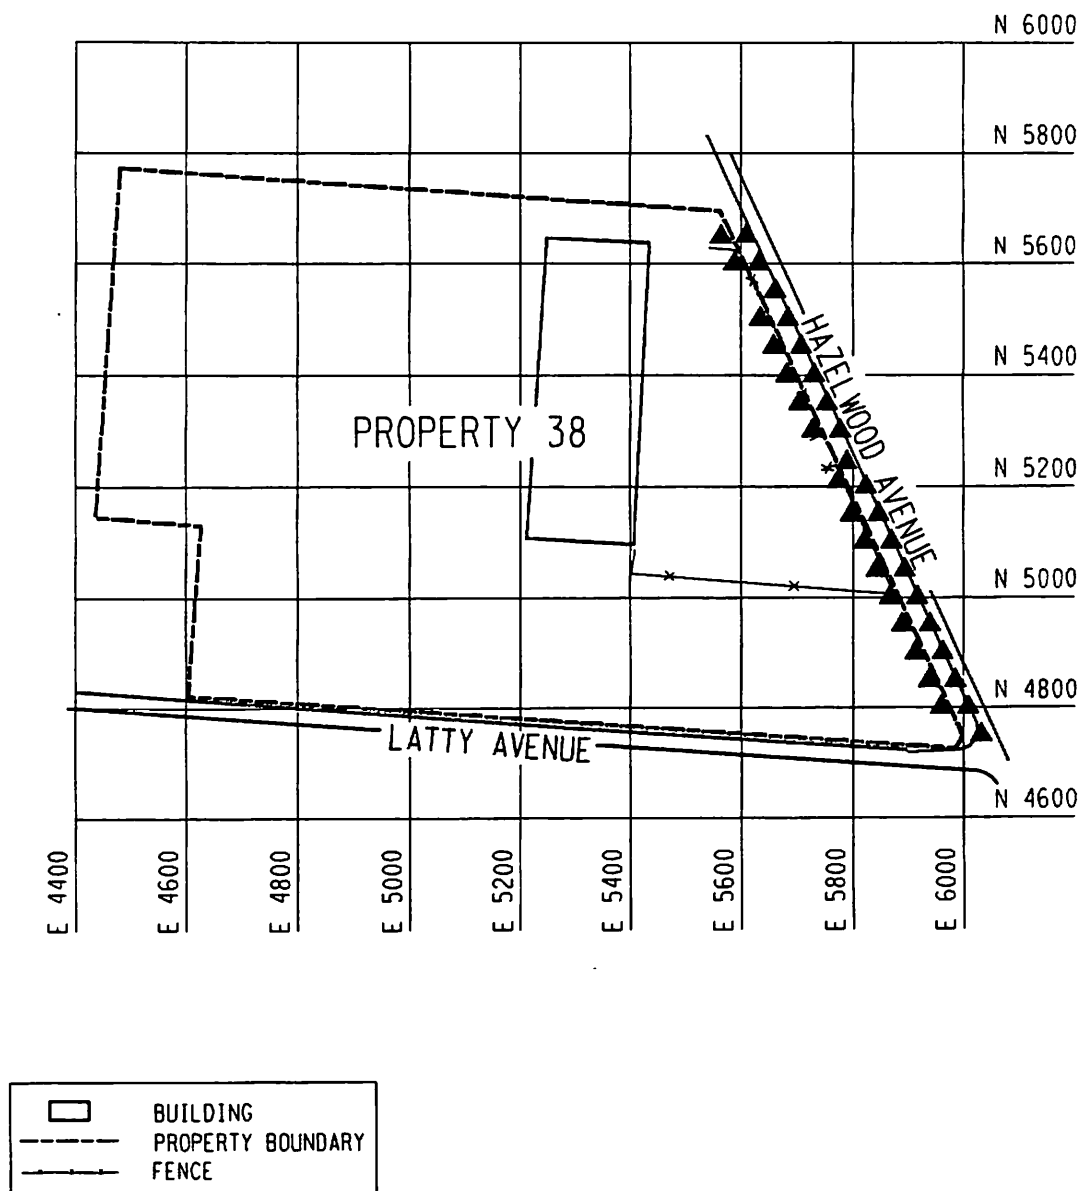 N 6000
N 5800
N 5600
N 5400
N 5200
N 5000
N 4800
N 4600
HAZELWOOD AVENUE
PROPERTY 38
LATTY AVENUE
E 4400
E 4600
E 4800
E 5000
E 5200
E 5400
E 5600
E 5800
E 6000
BUILDING
PROPERTY BOUNDARY
FENCE